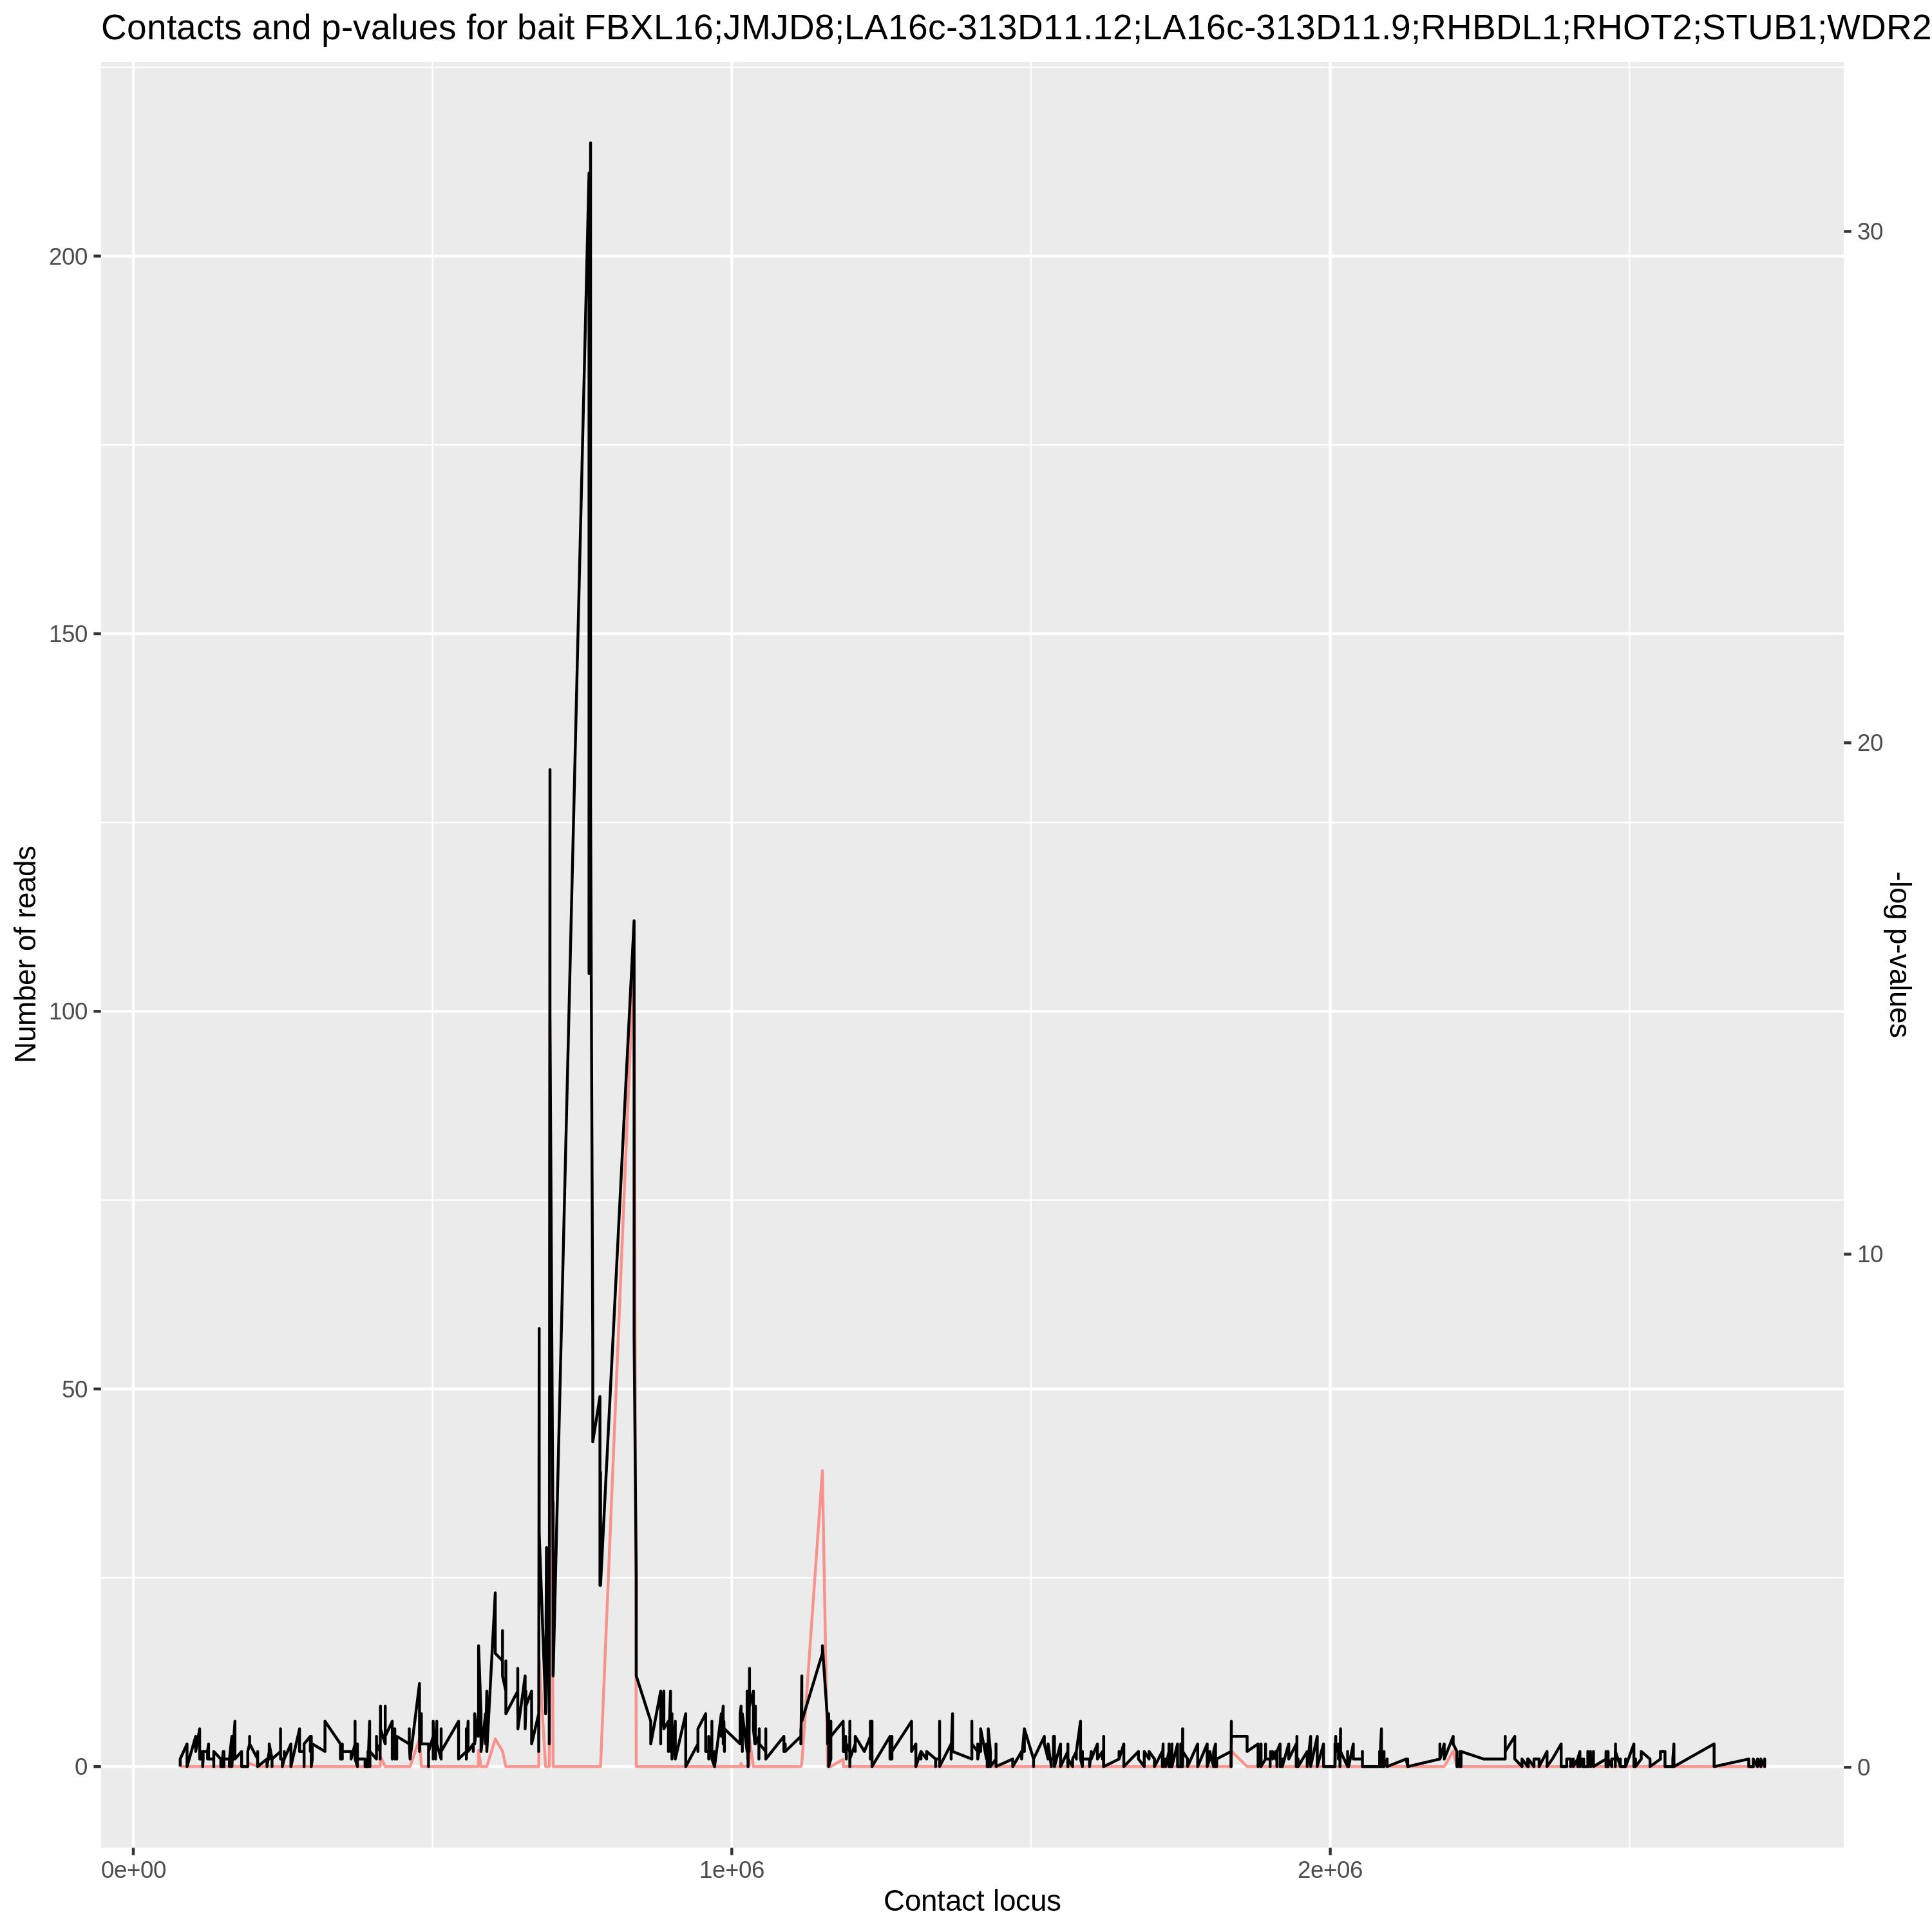 Contacts and p-values for bait FBXL16;JMJD8;LA16c-313D11.12;LA16c-313D11.9;RHBDL1;RHOT2;STUB1;WDR2
200
150
100
50
0
Number of reads
30
20
10
0
-log p-values
0e+00
1e+06
2e+06
Contact locus